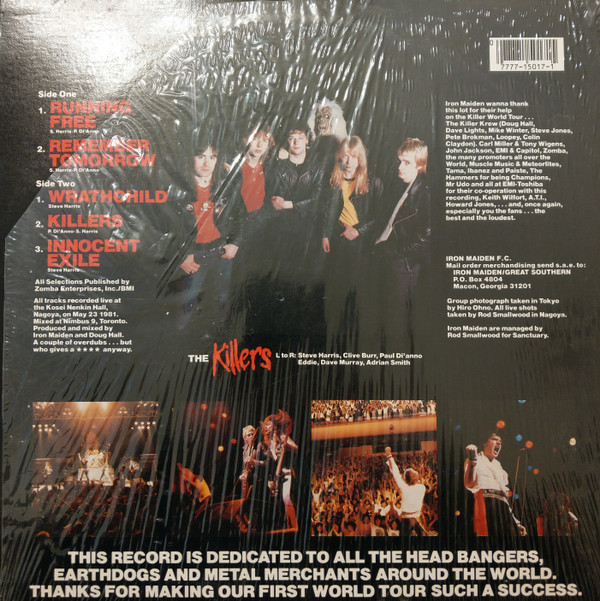 7777-15017-1
Side One
1. RUNNING
FREE
S. Harris-P. Di'Anno
2. REMEMBER
TOMORROW
S. Harris-P. Di'Anno
Side Two
1. WRATHCHILD
Steve Harris
2. KILLERS
P. Di'Anno-S. Harris
3. INNOCENT
EXILE
Steve Harris
All Selections Published by
Zomba Enterprises, Inc./BMI
All tracks recorded live at
the Kosei Nenkin Hall,
Nagoya, on May 23 1981.
Mixed at Nimbus 9, Toronto.
Produced and mixed by
Iron Maiden and Doug Hall.
A couple of overdubs . . . but
who gives a ★★★★ anyway.
Iron Maiden wanna thank
this lot for their help
on the Killer World Tour . . .
The Killer Krew (Doug Hall,
Dave Lights, Mike Winter, Steve Jones,
Pete Brokman, Loopey, Colin
Claydon). Carl Miller & Tony Wigens,
John Jackson, EMI & Capitol, Zomba,
the many promoters all over the
World, Muscle Music & Meteorlites,
Tama, Ibanez and Paiste, The
Hammers for being Champions,
Mr Udo and all at EMI-Toshiba
for their co-operation with this
recording, Keith Wilfort, A.T.I.,
Howard Jones, . . . and, once again,
especially you the fans . . . the
best and the loudest.
IRON MAIDEN F.C.
Mail order merchandising send s.a.e. to:
IRON MAIDEN/GREAT SOUTHERN
P.O. Box 4804
Macon, Georgia 31201
Group photograph taken in Tokyo
by Hiro Ohno. All live shots
taken by Rod Smallwood in Nagoya.
Iron Maiden are managed by
Rod Smallwood for Sanctuary.
THE Killers L to R: Steve Harris, Clive Burr, Paul Di'anno
Eddie, Dave Murray, Adrian Smith
THIS RECORD IS DEDICATED TO ALL THE HEAD BANGERS,
EARTHDOGS AND METAL MERCHANTS AROUND THE WORLD.
THANKS FOR MAKING OUR FIRST WORLD TOUR SUCH A SUCCESS.